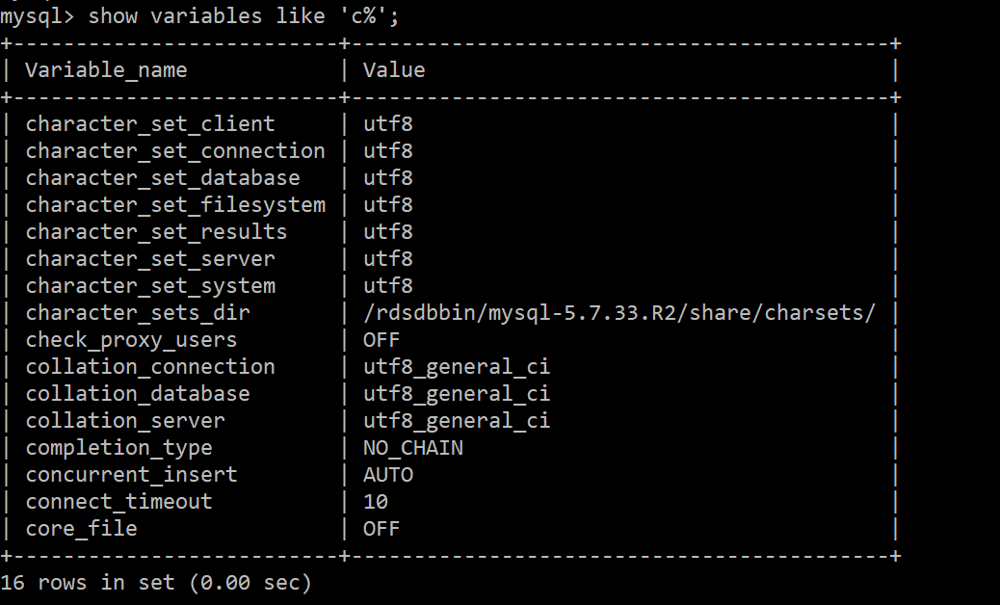 mysql> show variables like 'c%';
+--------------------------+-------------------------------------------+
| Variable_name            | Value                                     |
+--------------------------+-------------------------------------------+
| character_set_client     | utf8                                      |
| character_set_connection | utf8                                      |
| character_set_database   | utf8                                      |
| character_set_filesystem | utf8                                      |
| character_set_results    | utf8                                      |
| character_set_server     | utf8                                      |
| character_set_system     | utf8                                      |
| character_sets_dir       | /rdsdbbin/mysql-5.7.33.R2/share/charsets/ |
| check_proxy_users        | OFF                                       |
| collation_connection     | utf8_general_ci                           |
| collation_database       | utf8_general_ci                           |
| collation_server         | utf8_general_ci                           |
| completion_type          | NO_CHAIN                                  |
| concurrent_insert        | AUTO                                      |
| connect_timeout          | 10                                        |
| core_file                | OFF                                       |
+--------------------------+-------------------------------------------+
16 rows in set (0.00 sec)